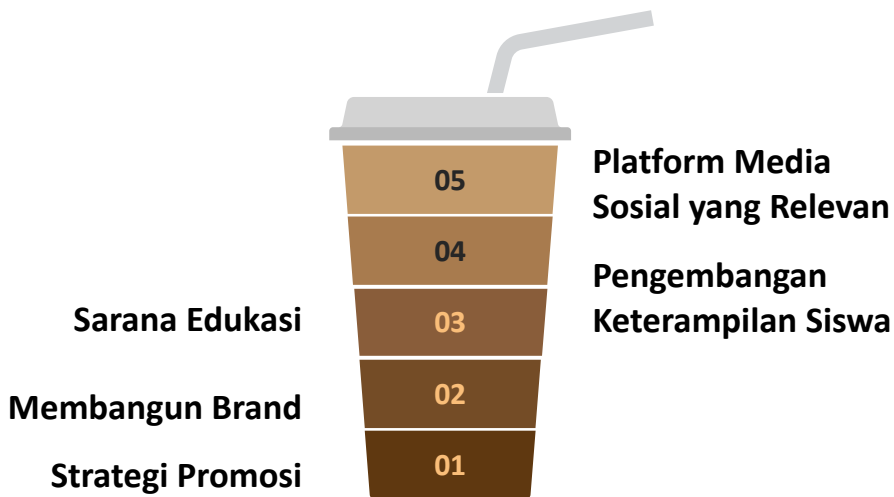 05
Platform Media
Sosial yang Relevan
04
Pengembangan
Keterampilan Siswa
Sarana Edukasi
03
Membangun Brand
02
Strategi Promosi
01